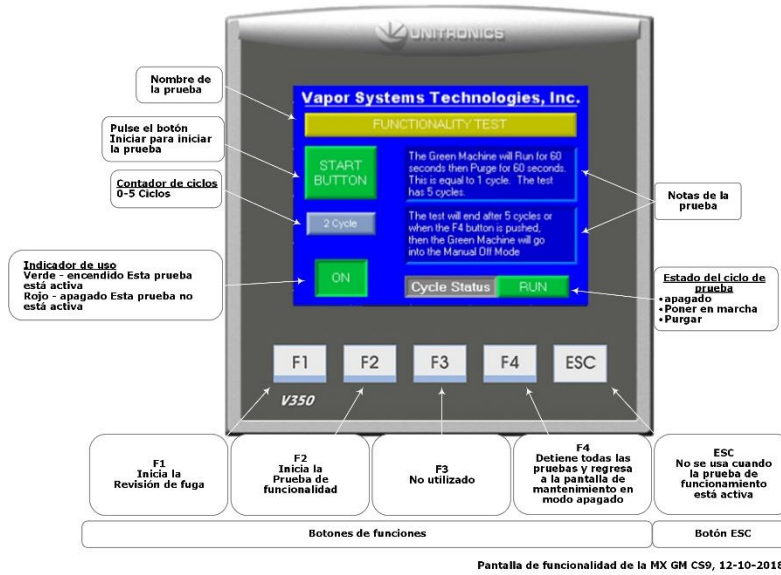 UNITRONICS
Vapor Systems Technologies, Inc.
FUNCTIONALITY TEST
START
BUTTON
The Green Machine will Run for 60
seconds then Purge for 60 seconds.
This is equal to 1 cycle. The test
has 5 cycles.
2 Cycle
The test will end after 5 cycles or
when the F4 button is pushed,
then the Green Machine will go
into the Manual Off Mode
ON
Cycle Status
RUN
Nombre de
la prueba
Pulse el botón
Iniciar para iniciar
la prueba
Contador de ciclos
0-5 Ciclos
Indicador de uso
Verde - encendido Esta prueba
está activa
Rojo - apagado Esta prueba no
está activa
Notas de la
prueba
Estado del ciclo de
prueba
•apagado
•Poner en marcha
•Purgar
F1
F2
F3
F4
ESC
V350
F1
Inicia la
Revisión de fuga
F2
Inicia la
Prueba de
funcionalidad
F3
No utilizado
F4
Detiene todas las
pruebas y regresa
a la pantalla de
mantenimiento en
modo apagado
ESC
No se usa cuando
la prueba de
funcionamiento
está activa
Botones de funciones
Botón ESC
Pantalla de funcionalidad de la MX GM CS9, 12-10-2013